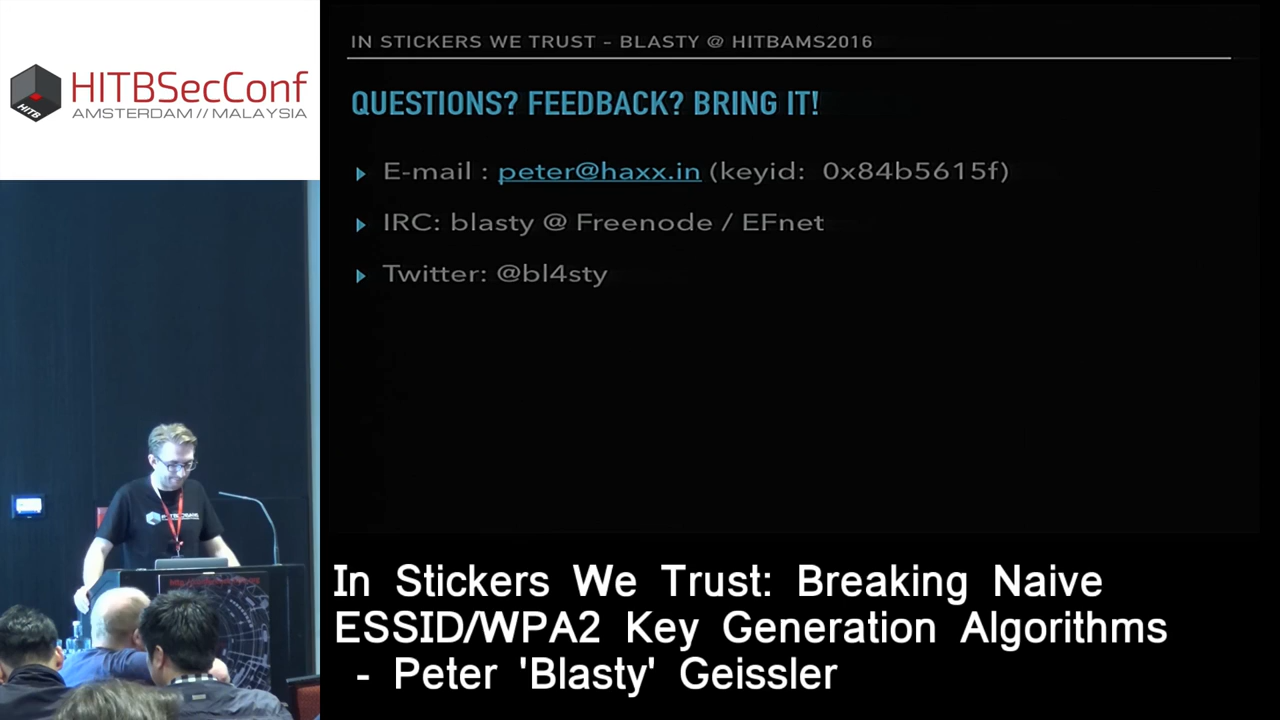 HITBSecConf
AMSTERDAM // MALAYSIA
HITB
IN STICKERS WE TRUST - BLASTY @ HITBAMS2016
QUESTIONS? FEEDBACK? BRING IT!
E-mail : peter@haxx.in (keyid: 0x84b5615f)
IRC: blasty @ Freenode / EFnet
Twitter: @bl4sty
In Stickers We Trust: Breaking Naive
ESSID/WPA2 Key Generation Algorithms
- Peter 'Blasty' Geissler